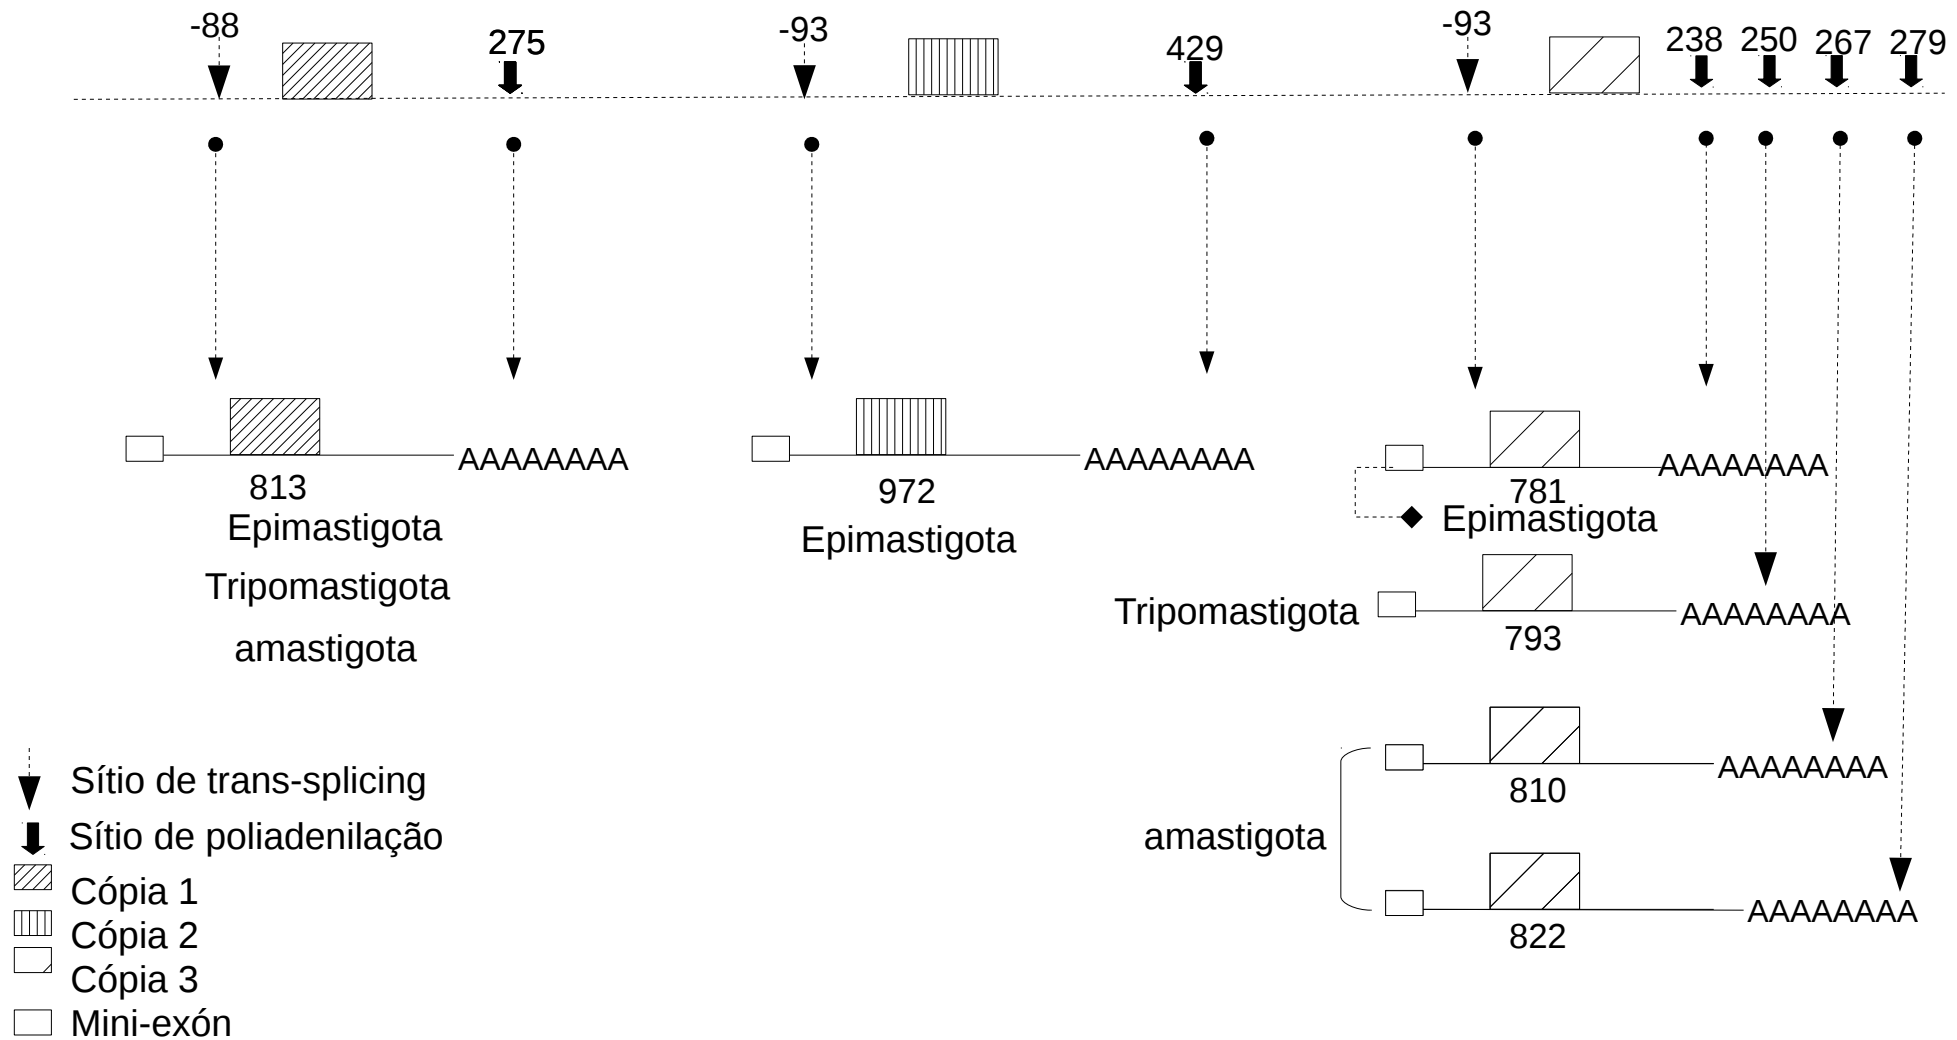 -88
275
-93
429
-93
238
250
267
279
AAAAAAAA
813
Epimastigota
Tripomastigota
amastigota
AAAAAAAA
972
Epimastigota
AAAAAAAA
781
Epimastigota
Tripomastigota
AAAAAAAA
793
AAAAAAAA
810
amastigota
AAAAAAAA
822
Sítio de trans-splicing
Sítio de poliadenilação
Cópia 1
Cópia 2
Cópia 3
Mini-exón